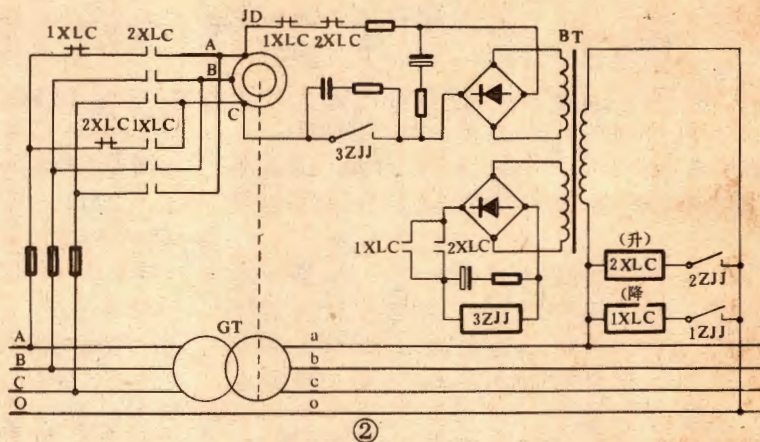 1XLC 2XLC A JD 1XLC 2XLC BT
B
C
2XLC 1XLC
3ZJJ
1XLC 2XLC
(升)
2XLC 2ZJJ
(降
3ZJJ 1XLC 1ZJJ
A GT a
B b
C c
O o
②